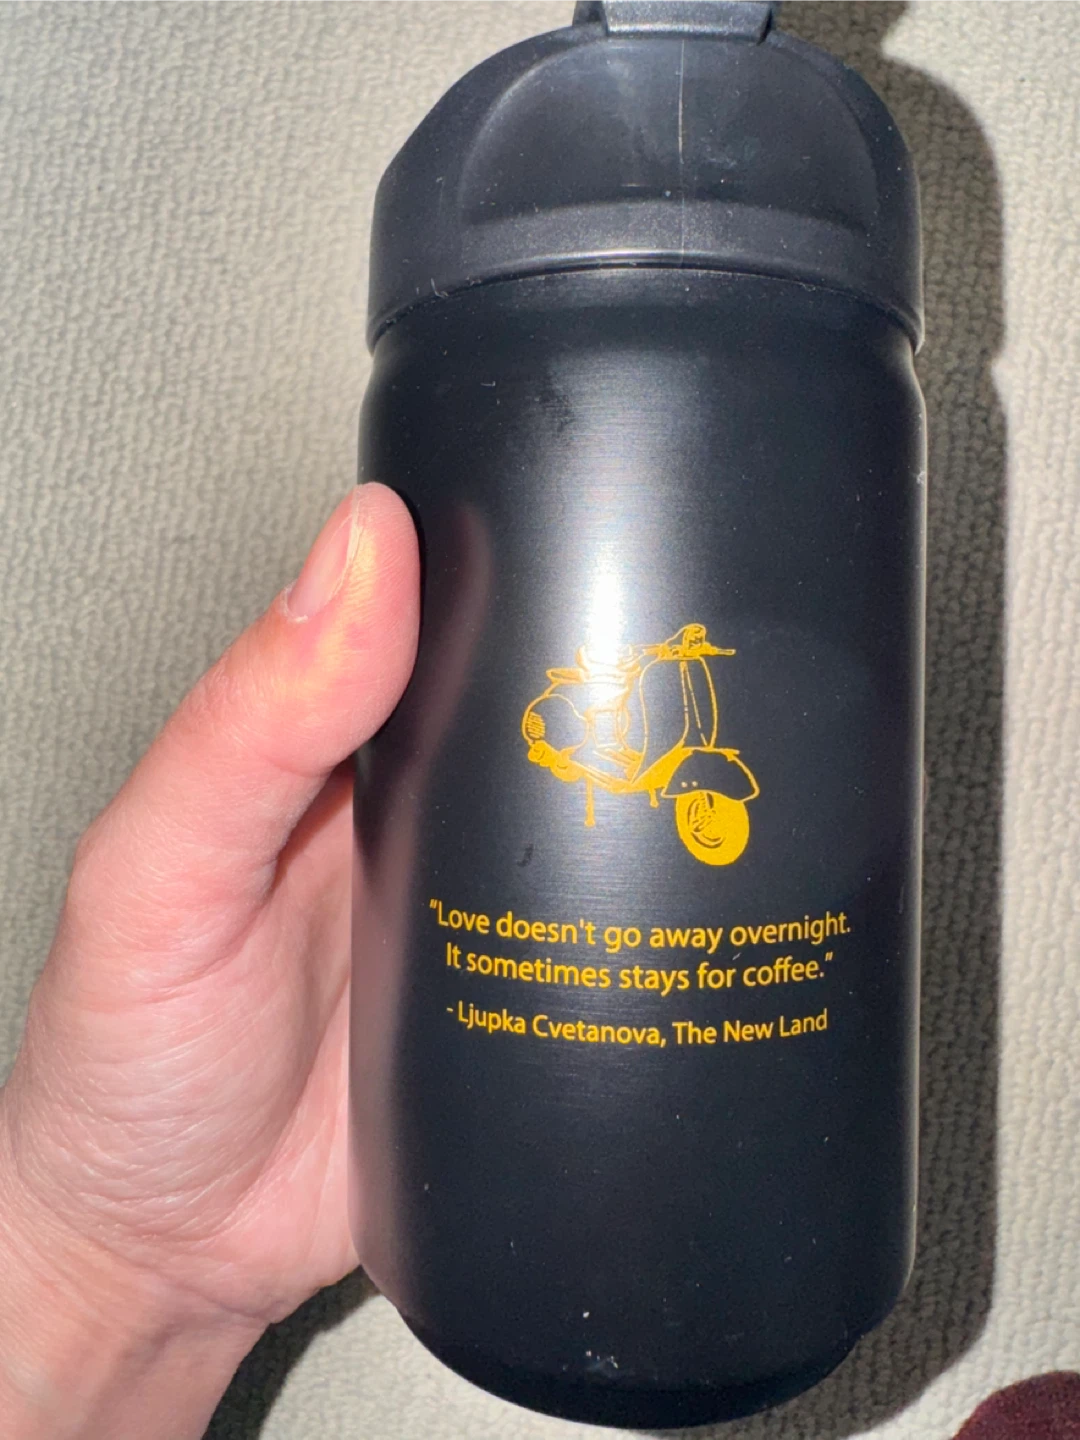 “Love doesn't go away overnight.
It sometimes stays for coffee.”
- Ljupka Cvetanova, The New Land